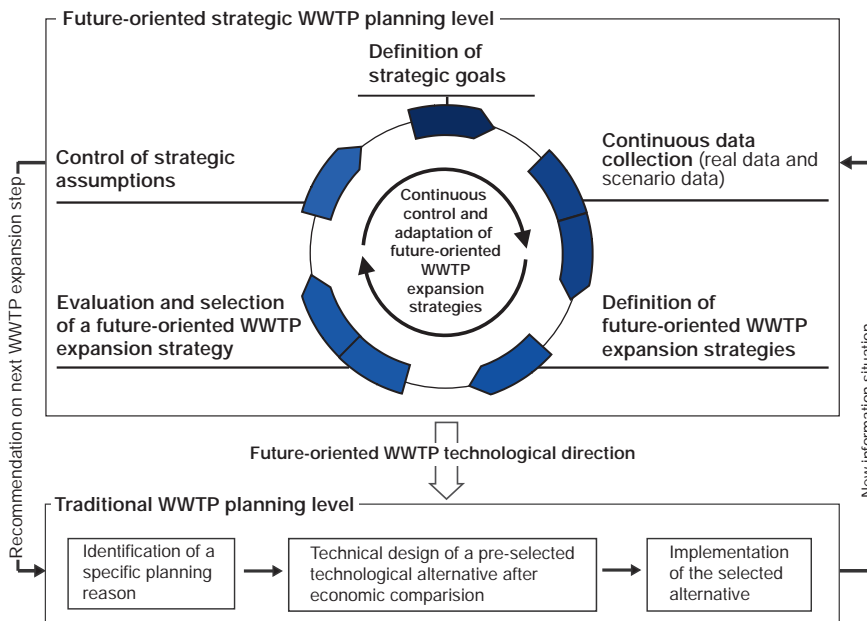 Future-oriented strategic WWTP planning level
Definition of
strategic goals
Control of strategic
assumptions
Continuous data
collection (real data and
scenario data)
Continuous
control and
adaptation of
future-oriented
WWTP
expansion
strategies
Evaluation and selection
of a future-oriented WWTP
expansion strategy
Definition of
future-oriented WWTP
expansion strategies
Recommendation on next WWTP expansion step
New information situation
Future-oriented WWTP technological direction
Traditional WWTP planning level
Identification of a
specific planning
reason
Technical design of a pre-selected
technological alternative after
economic comparision
Implementation
of the selected
alternative